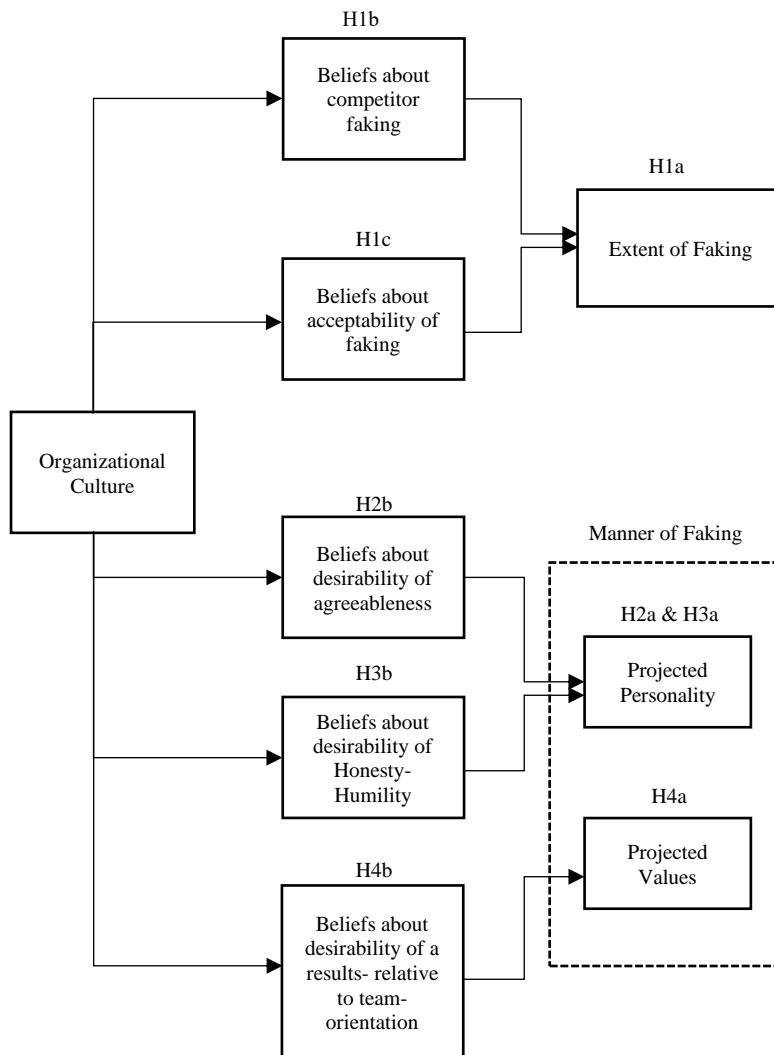 H1b
Beliefs about
competitor
faking
H1a
Extent of Faking
H1c
Beliefs about
acceptability of
faking
Organizational
Culture
H2b
Beliefs about
desirability of
agreeableness
Manner of Faking
H2a & H3a
Projected
Personality
H3b
Beliefs about
desirability of
Honesty-
Humility
H4a
Projected
Values
H4b
Beliefs about
desirability of a
results- relative
to team-
orientation